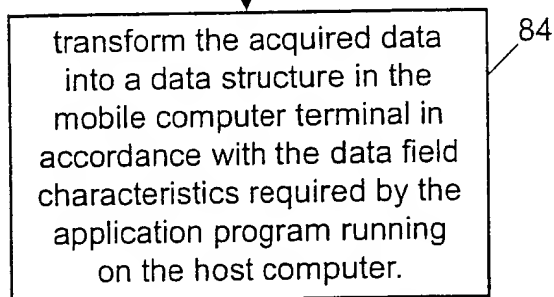 transform the acquired data
84
into a data structure in the
mobile computer terminal in
accordance with the data field
characteristics required by the
application program running
on the host computer.